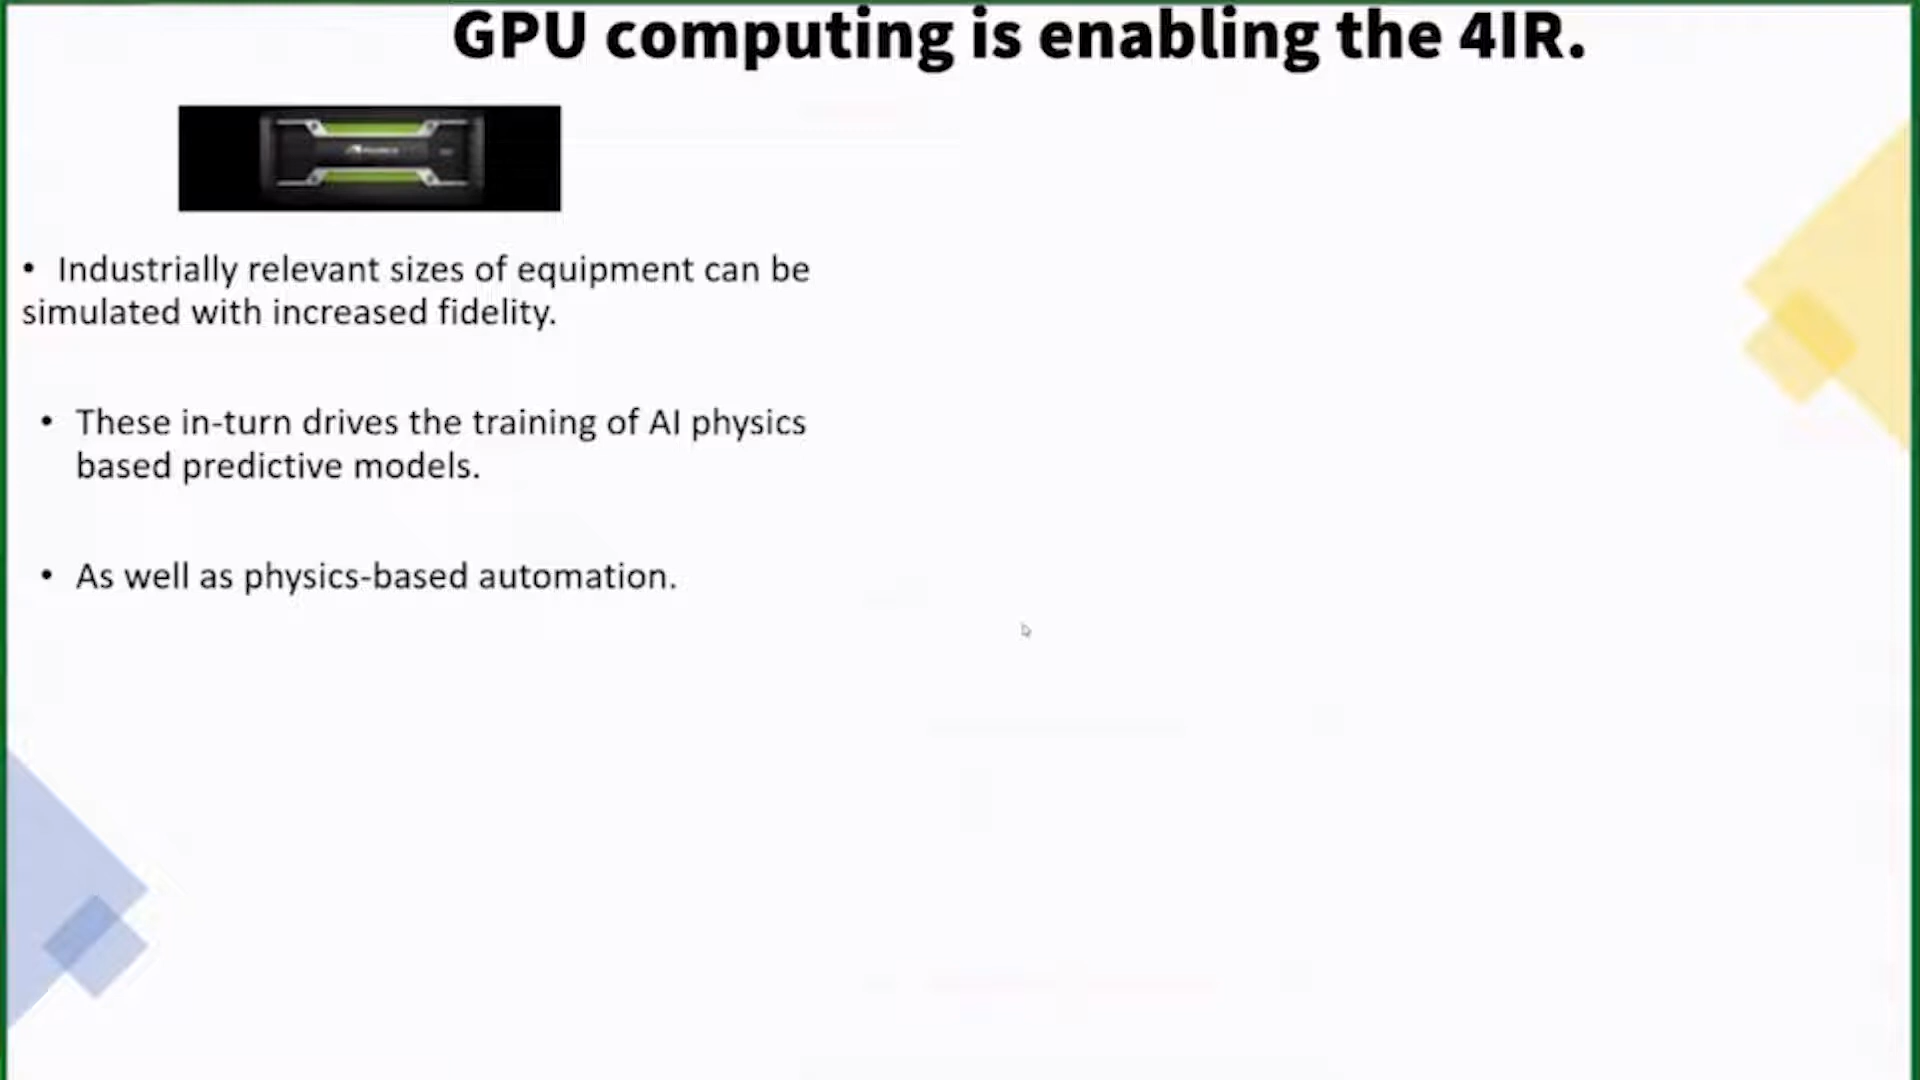 GPU computing is enabling the 4IR.
• Industrially relevant sizes of equipment can be
simulated with increased fidelity.
• These in-turn drives the training of AI physics
based predictive models.
• As well as physics-based automation.